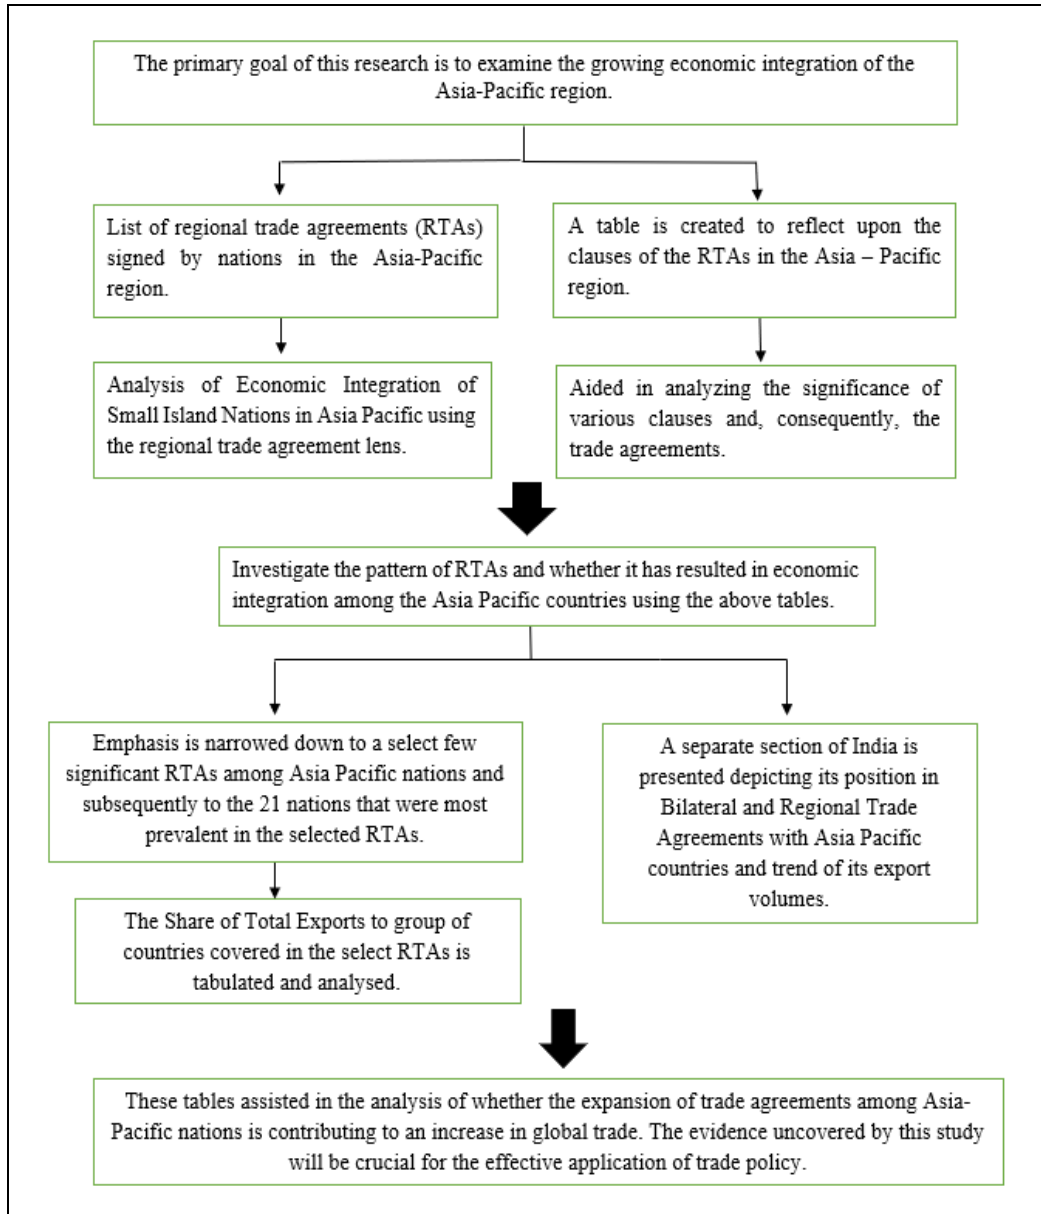 The primary goal of this research is to examine the growing economic integration of the
Asia-Pacific region.
List of regional trade agreements (RTAs)
signed by nations in the Asia-Pacific
region.
A table is created to reflect upon the
clauses of the RTAs in the Asia – Pacific
region.
Analysis of Economic Integration of
Small Island Nations in Asia Pacific using
the regional trade agreement lens.
Aided in analyzing the significance of
various clauses and, consequently, the
trade agreements.
Investigate the pattern of RTAs and whether it has resulted in economic
integration among the Asia Pacific countries using the above tables.
Emphasis is narrowed down to a select few
significant RTAs among Asia Pacific nations and
subsequently to the 21 nations that were most
prevalent in the selected RTAs.
A separate section of India is
presented depicting its position in
Bilateral and Regional Trade
Agreements with Asia Pacific
countries and trend of its export
volumes.
The Share of Total Exports to group of
countries covered in the select RTAs is
tabulated and analysed.
These tables assisted in the analysis of whether the expansion of trade agreements among Asia-
Pacific nations is contributing to an increase in global trade. The evidence uncovered by this study
will be crucial for the effective application of trade policy.